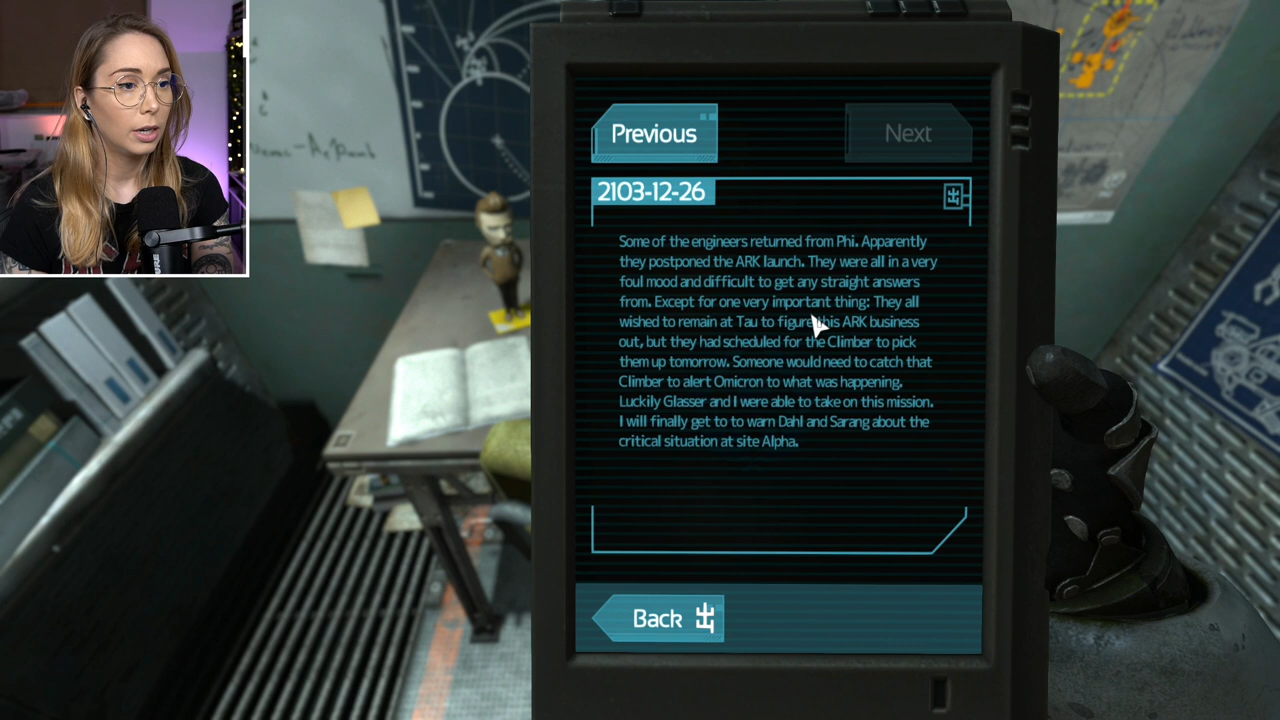 Previous
Next
2103-12-26
Some of the engineers returned from Phi. Apparently
they postponed the ARK launch. They were all in a very
foul mood and difficult to get any straight answers
from. Except for one very important thing: They all
wished to remain at Tau to figure this ARK business
out, but they had scheduled for the Climber to pick
them up tomorrow. Someone would need to catch that
Climber to alert Omicron to what was happening.
Luckily Glasser and I were able to take on this mission.
I will finally get to to warn Dahl and Sarang about the
critical situation at site Alpha.
Back